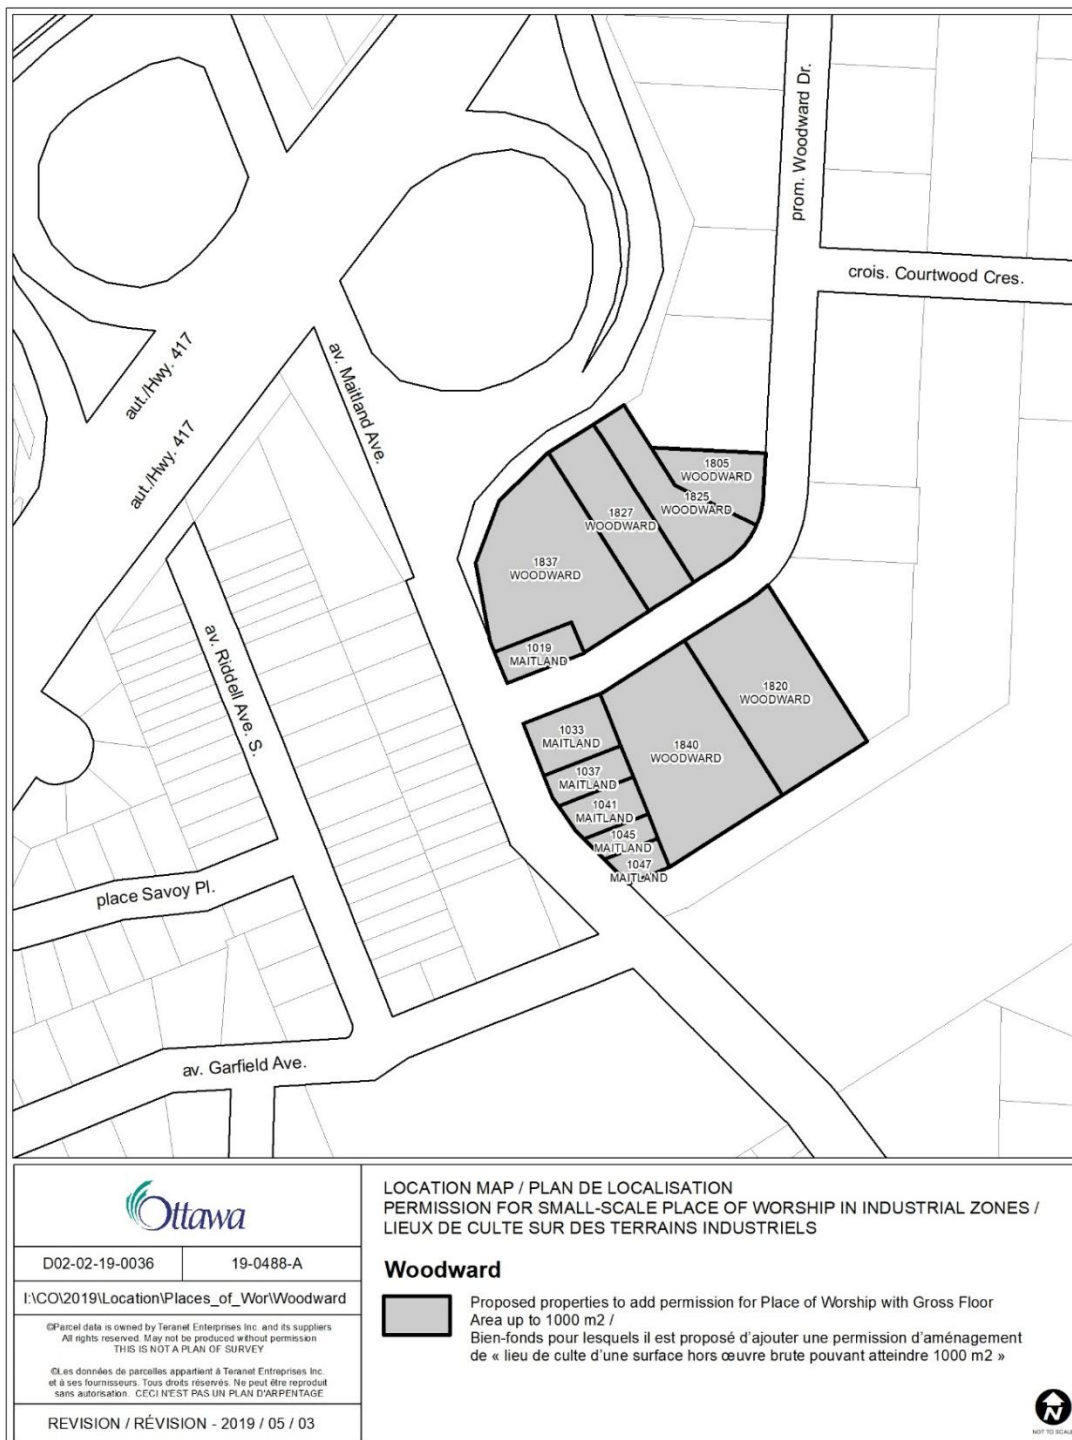 prom. Woodward Dr.
crois. Courtwood Cres.
av. Maitland Ave.
aut./Hwy. 417
aut./Hwy. 417
1805
WOODWARD
1825
WOODWARD
1827
WOODWARD
1837
WOODWARD
1019
MAITLAND
av. Riddell Ave. S.
1820
WOODWARD
1033
MAITLAND
1840
WOODWARD
1037
MAITLAND
1041
MAITLAND
1045
MAITLAND
1047
MAITLAND
place Savoy Pl.
av. Garfield Ave.
Ottawa
D02-02-19-0036
19-0488-A
I:\CO\2019\Location\Places_of_Wor\Woodward
©Parcel data is owned by Teranet Enterprises Inc. and its suppliers
All rights reserved. May not be produced without permission
THIS IS NOT A PLAN OF SURVEY
©Les données de parcelles appartient à Teranet Entreprises Inc.
et à ses fournisseurs. Tous droits réservés. Ne peut être reproduit
sans autorisation. CECI N'EST PAS UN PLAN D'ARPENTAGE
REVISION / RÉVISION - 2019 / 05 / 03
LOCATION MAP / PLAN DE LOCALISATION
PERMISSION FOR SMALL-SCALE PLACE OF WORSHIP IN INDUSTRIAL ZONES /
LIEUX DE CULTE SUR DES TERRAINS INDUSTRIELS
Woodward
Proposed properties to add permission for Place of Worship with Gross Floor
Area up to 1000 m2 /
Bien-fonds pour lesquels il est proposé d'ajouter une permission d'aménagement
de « lieu de culte d'une surface hors œuvre brute pouvant atteindre 1000 m2 »
N
NOT TO SCALE